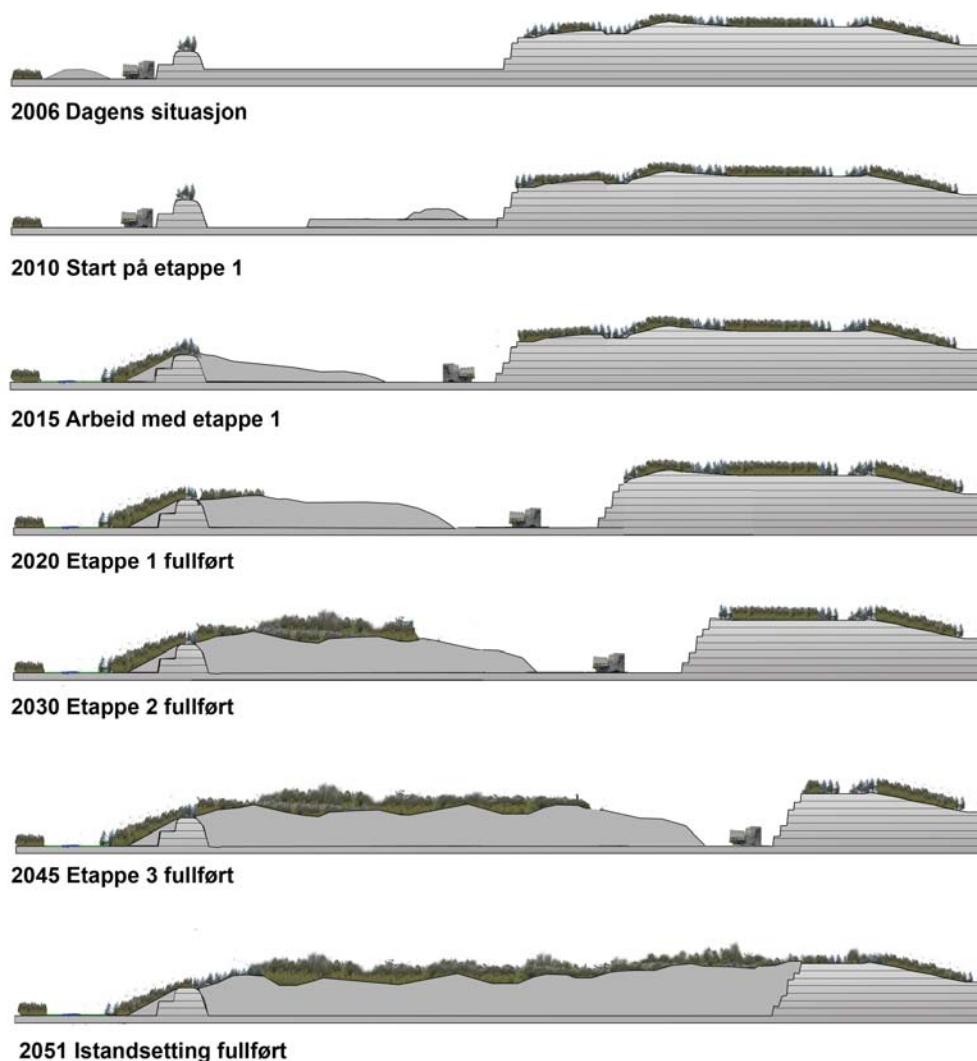 2006 Dagens situasjon
2010 Start på etappe 1
2015 Arbeid med etappe 1
2020 Etappe 1 fullført
2030 Etappe 2 fullført
2045 Etappe 3 fullført
2051 Istandsetting fullført